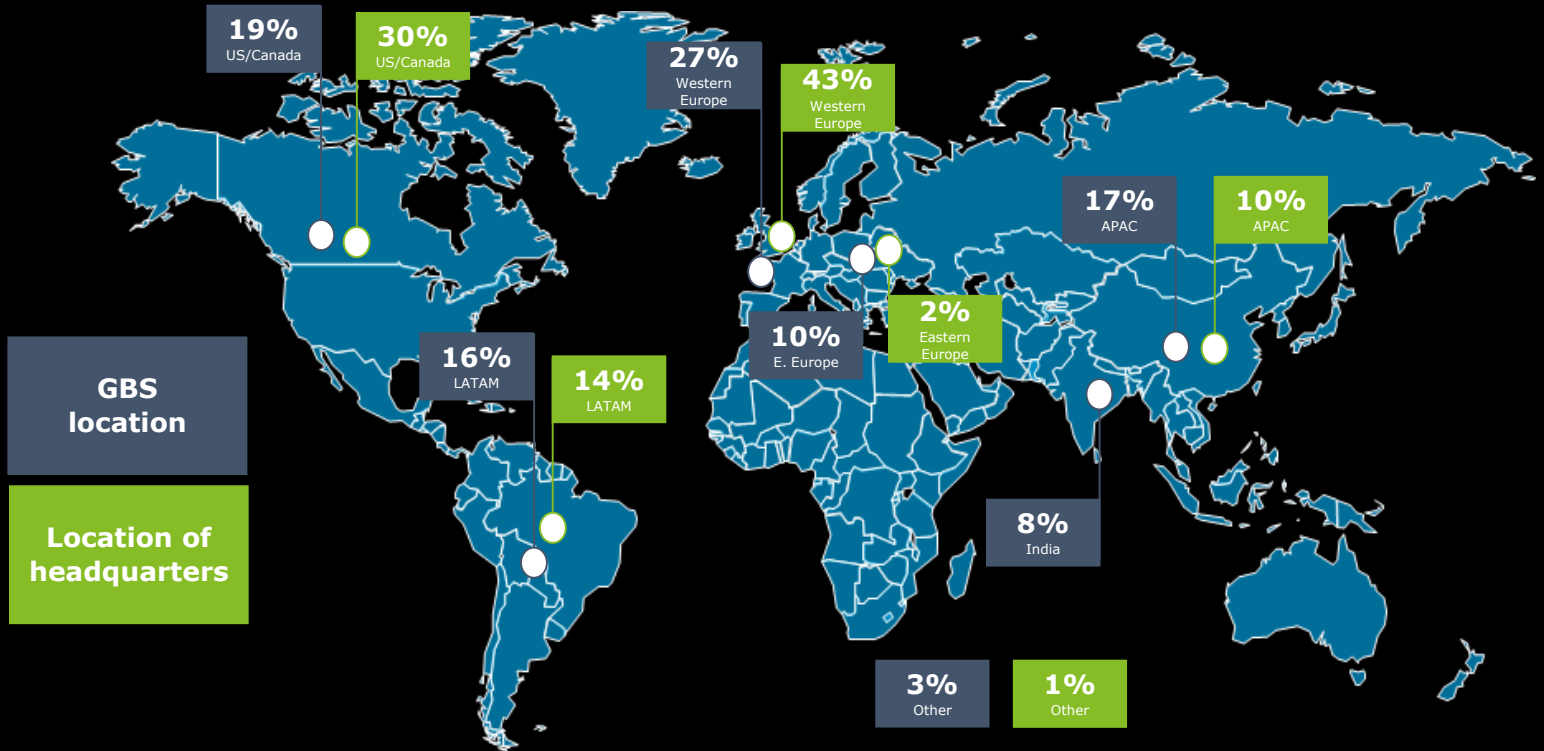 19%
US/Canada
30%
US/Canada
27%
Western
Europe
43%
Western
Europe
17%
APAC
10%
APAC
2%
Eastern
Europe
10%
E. Europe
16%
LATAM
14%
LATAM
GBS
location
Location of
headquarters
8%
India
3%
Other
1%
Other